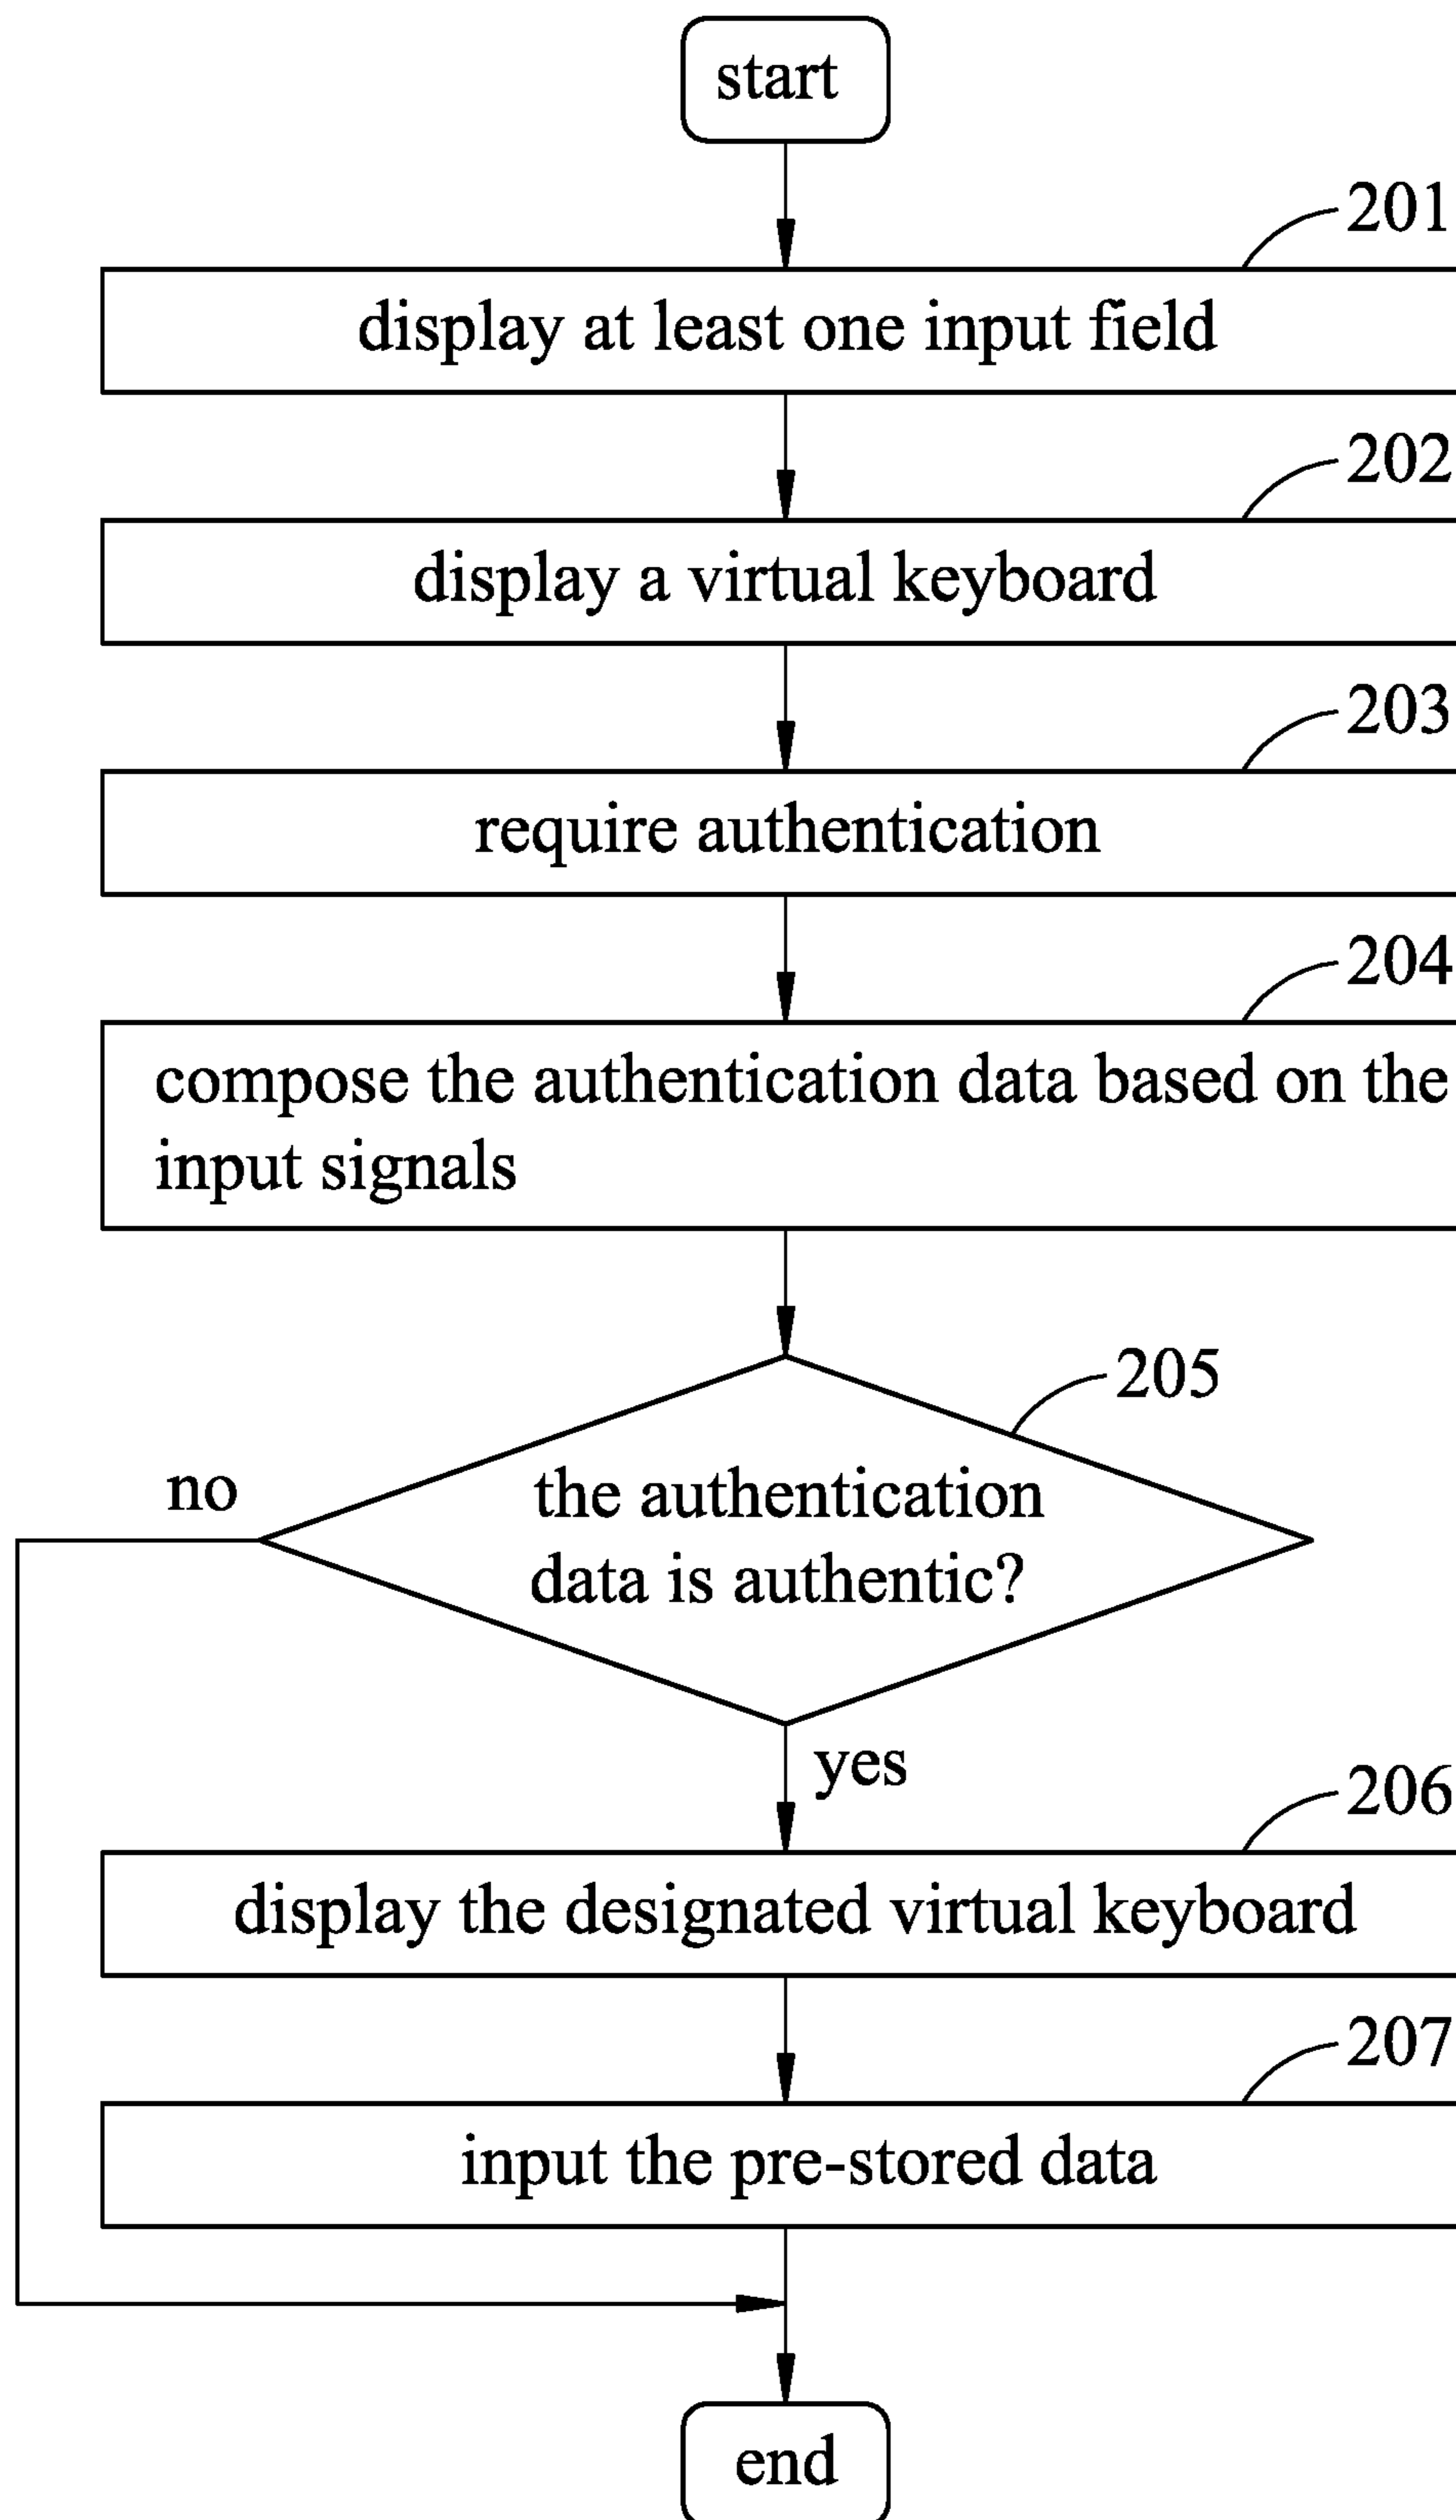 start
201
display at least one input field
202
display a virtual keyboard
203
require authentication
204
compose the authentication data based on the
input signals
205
no
the authentication
data is authentic?
yes
206
display the designated virtual keyboard
207
input the pre-stored data
end